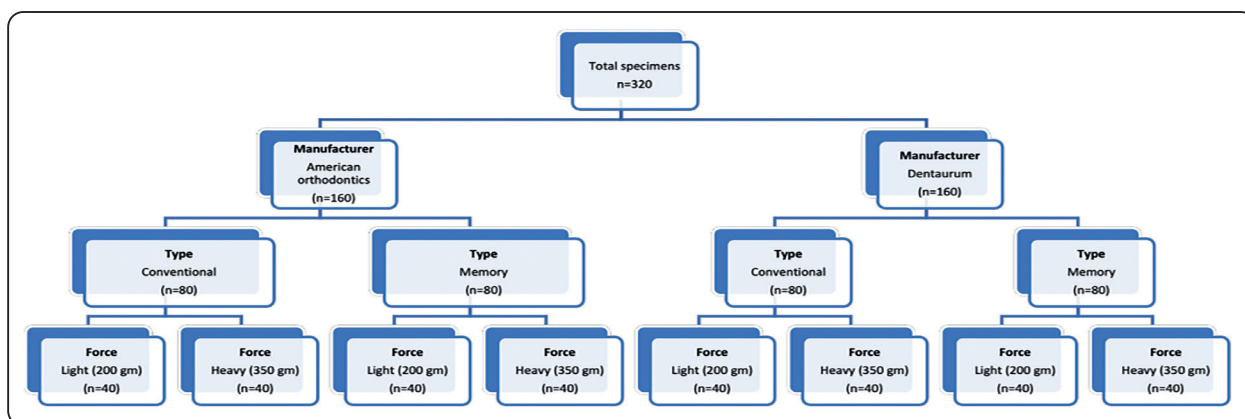 Total specimens
n=320
Manufacturer
American
orthodontics
(n=160)
Manufacturer
Dentaurum
(n=160)
Type
Conventional
(n=80)
Type
Memory
(n=80)
Type
Conventional
(n=80)
Type
Memory
(n=80)
Force
Light (200 gm)
(n=40)
Force
Heavy (350 gm)
(n=40)
Force
Light (200 gm)
(n=40)
Force
Heavy (350 gm)
(n=40)
Force
Light (200 gm)
(n=40)
Force
Heavy (350 gm)
(n=40)
Force
Light (200 gm)
(n=40)
Force
Heavy (350 gm)
(n=40)